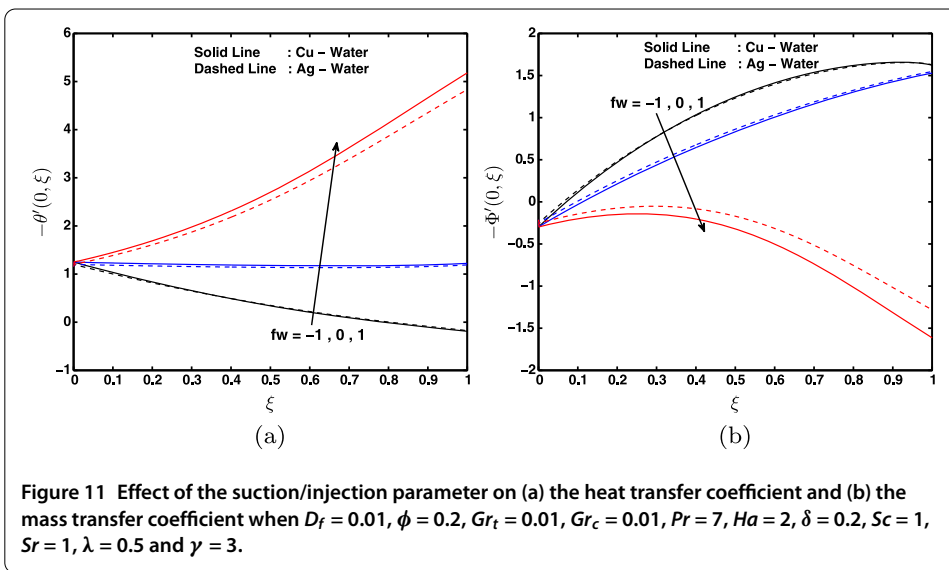 6
5
4
3
2
1
0
−1
0 0.1 0.2 0.3 0.4 0.5 0.6 0.7 0.8 0.9 1
−θ′(0, ξ)
Solid Line : Cu − Water
Dashed Line : Ag − Water
fw = −1 , 0 , 1
ξ
(a)
2
1.5
1
0.5
0
−0.5
−1
−1.5
−2
0 0.1 0.2 0.3 0.4 0.5 0.6 0.7 0.8 0.9 1
−Φ′(0, ξ)
Solid Line : Cu − Water
Dashed Line : Ag − Water
fw = −1 , 0 , 1
ξ
(b)
Figure 11 Effect of the suction/injection parameter on (a) the heat transfer coefficient and (b) the
mass transfer coefficient when D_f = 0.01, ϕ = 0.2, Gr_t = 0.01, Gr_c = 0.01, Pr = 7, Ha = 2, δ = 0.2, Sc = 1,
Sr = 1, λ = 0.5 and γ = 3.